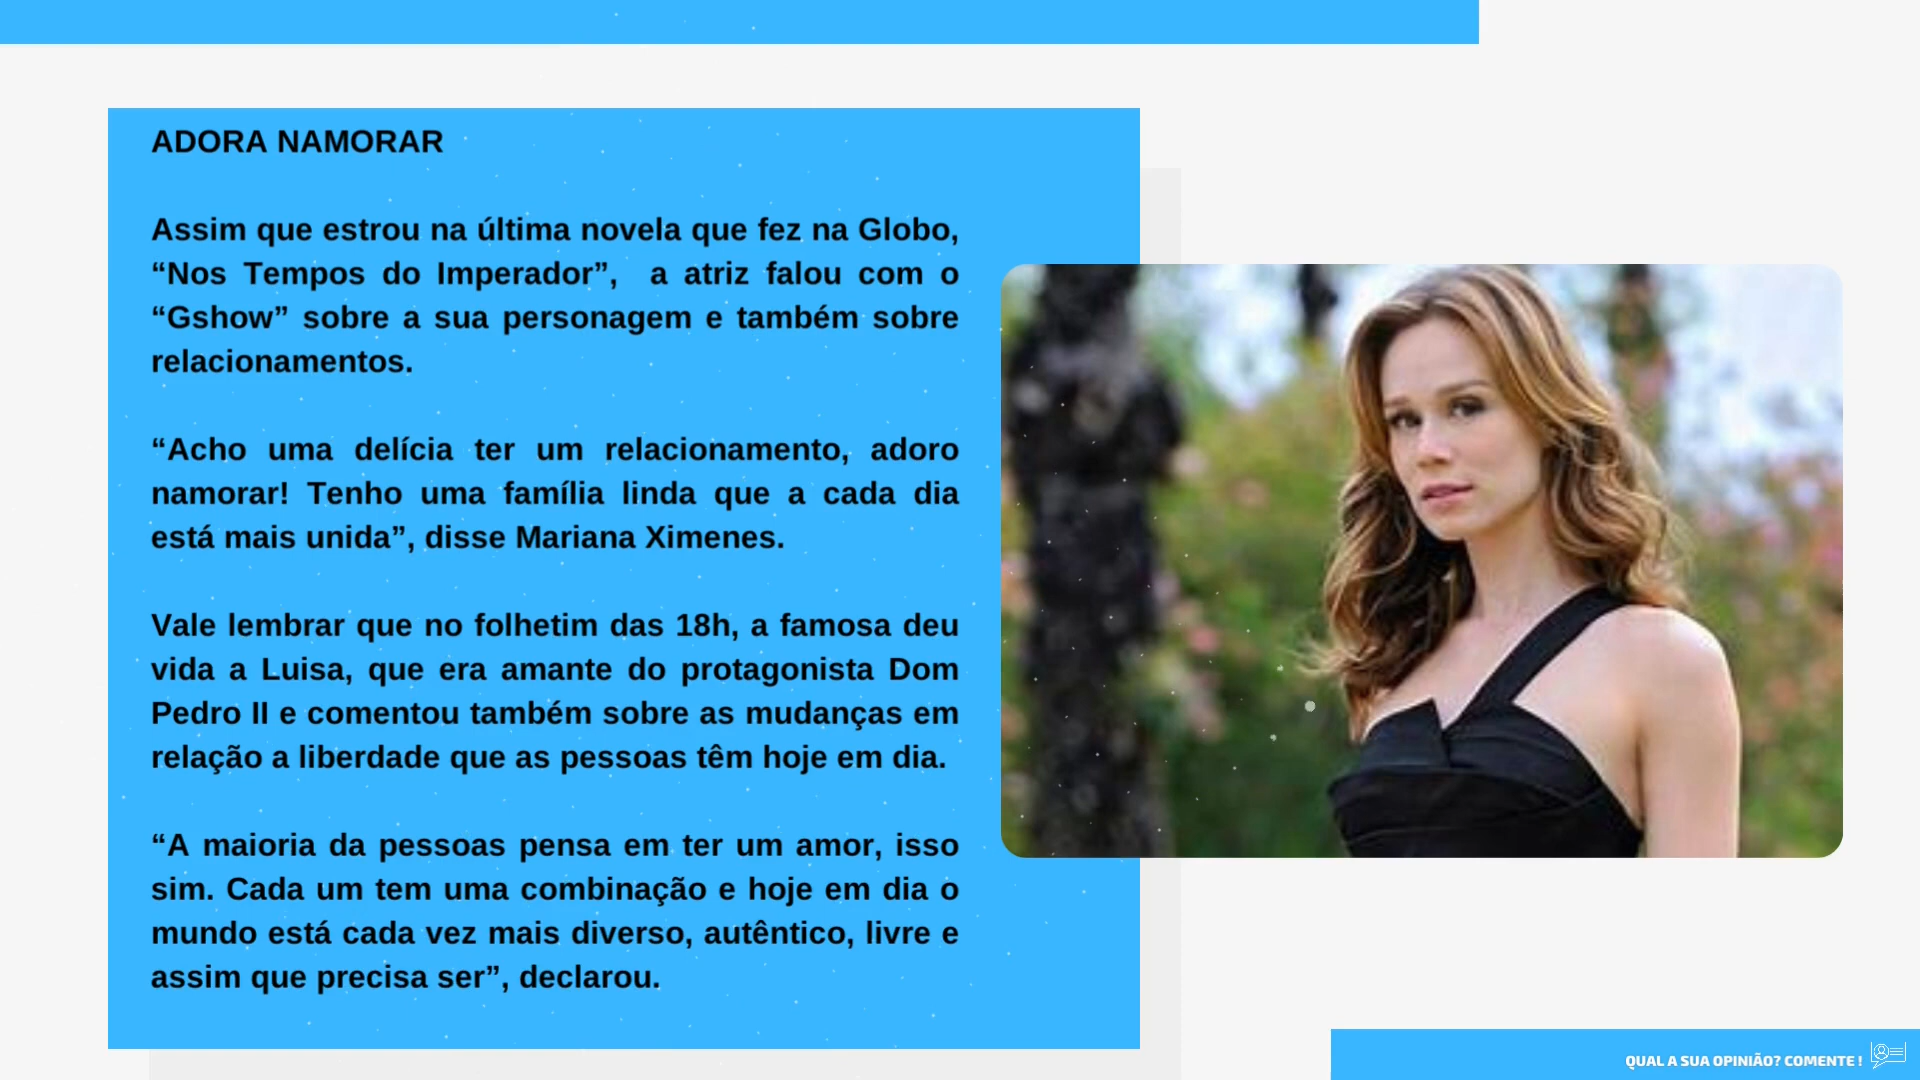 ADORA NAMORAR
Assim que estrou na última novela que fez na Globo,
“Nos Tempos do Imperador”, a atriz falou com o
“Gshow” sobre a sua personagem e também sobre
relacionamentos.
“Acho uma delícia ter um relacionamento, adoro
namorar! Tenho uma família linda que a cada dia
está mais unida”, disse Mariana Ximenes.
Vale lembrar que no folhetim das 18h, a famosa deu
vida a Luisa, que era amante do protagonista Dom
Pedro II e comentou também sobre as mudanças em
relação a liberdade que as pessoas têm hoje em dia.
“A maioria da pessoas pensa em ter um amor, isso
sim. Cada um tem uma combinação e hoje em dia o
mundo está cada vez mais diverso, autêntico, livre e
assim que precisa ser”, declarou.
QUAL A SUA OPINIÃO? COMENTE !